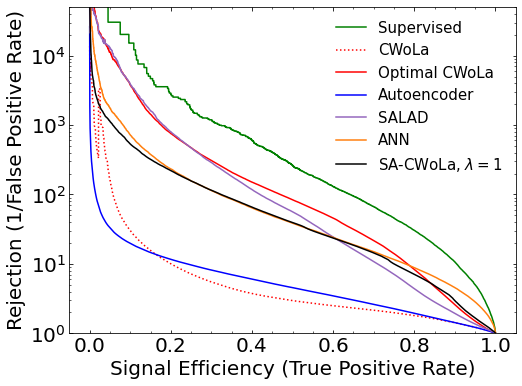 Supervised
CWoLa
Optimal CWoLa
Autoencoder
SALAD
ANN
SA-CWoLa, λ = 1
Rejection (1/False Positive Rate)
10⁴
10³
10²
10¹
10⁰
0.0 0.2 0.4 0.6 0.8 1.0
Signal Efficiency (True Positive Rate)